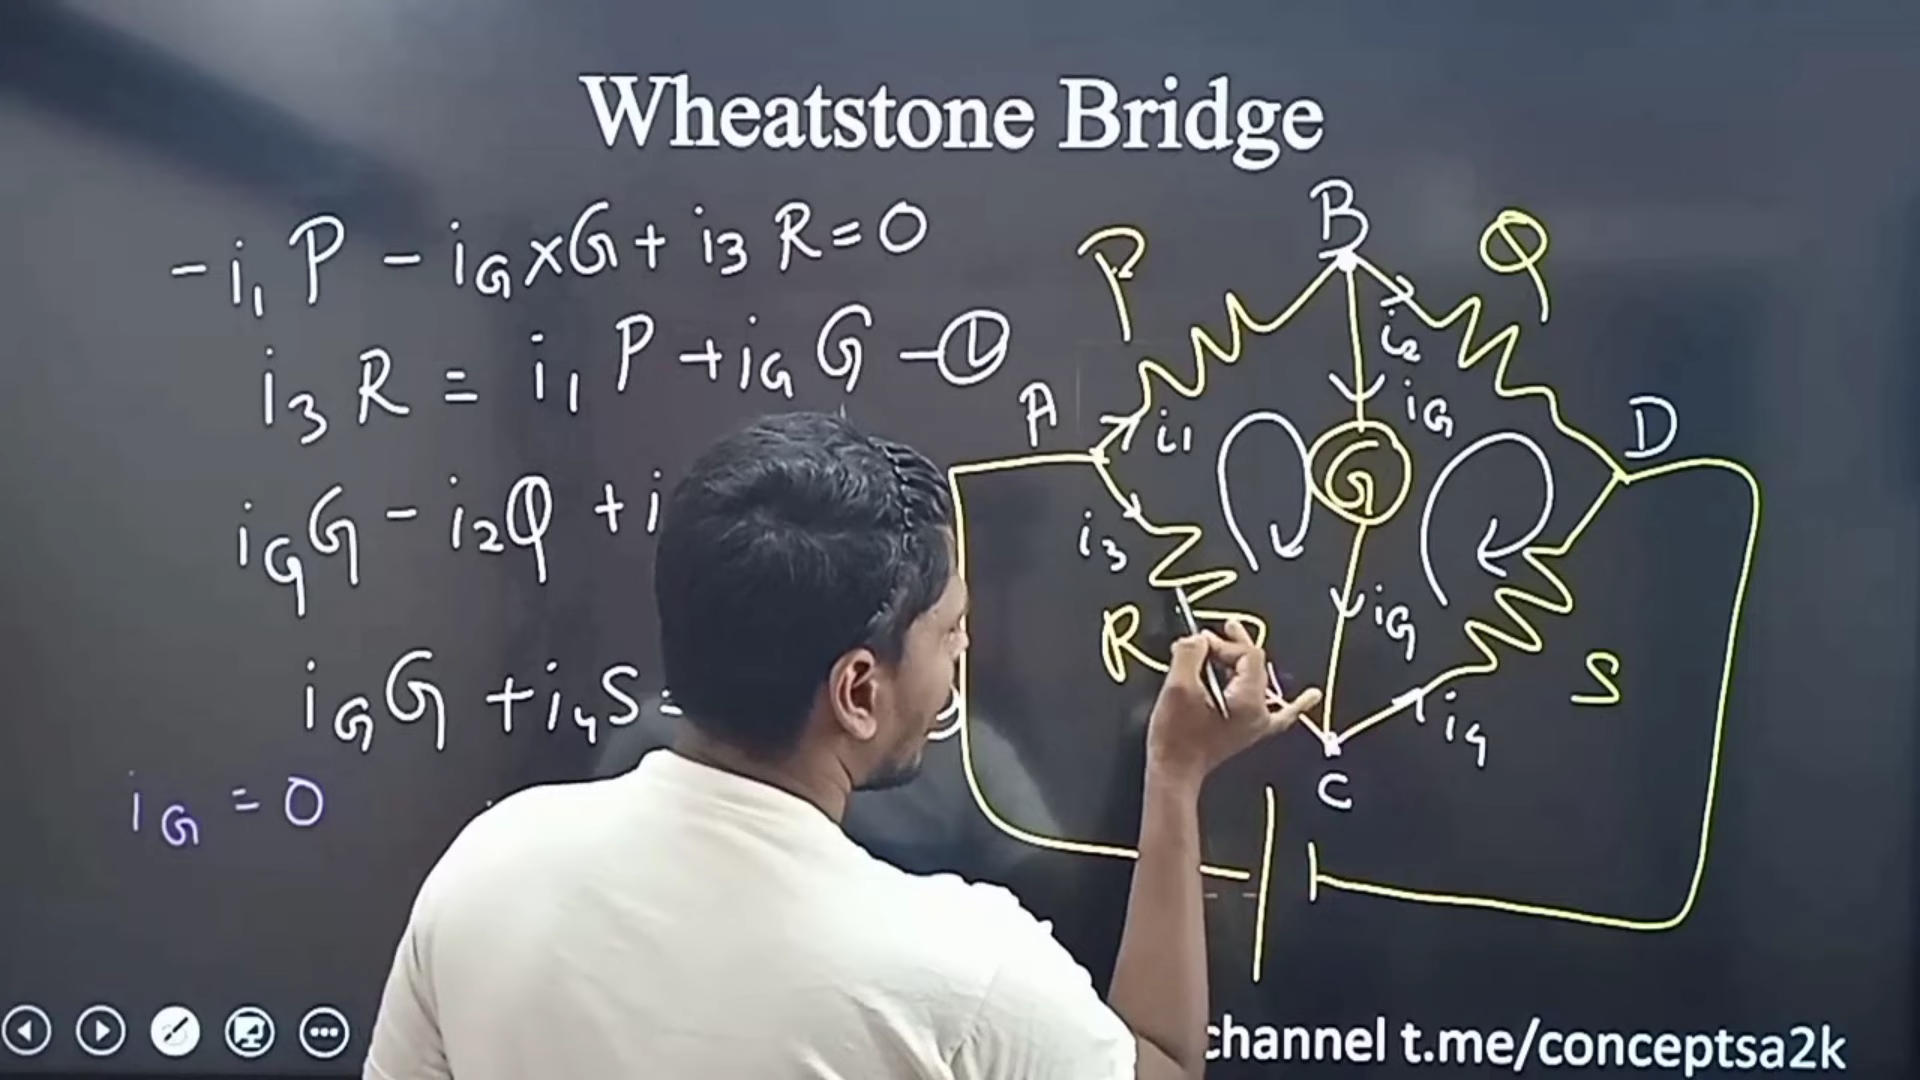 Wheatstone Bridge
-i₁P - i_G×G + i₃R = 0
i₃R = i₁P + i_G G - ①
i_G G - i₂Q + i
i_G G + i₄S =
i_G = 0
B
P
Q
i₂
A
i₁
i_G
D
G
i₃
R
i_G
S
i₄
C
channel t.me/conceptsa2k